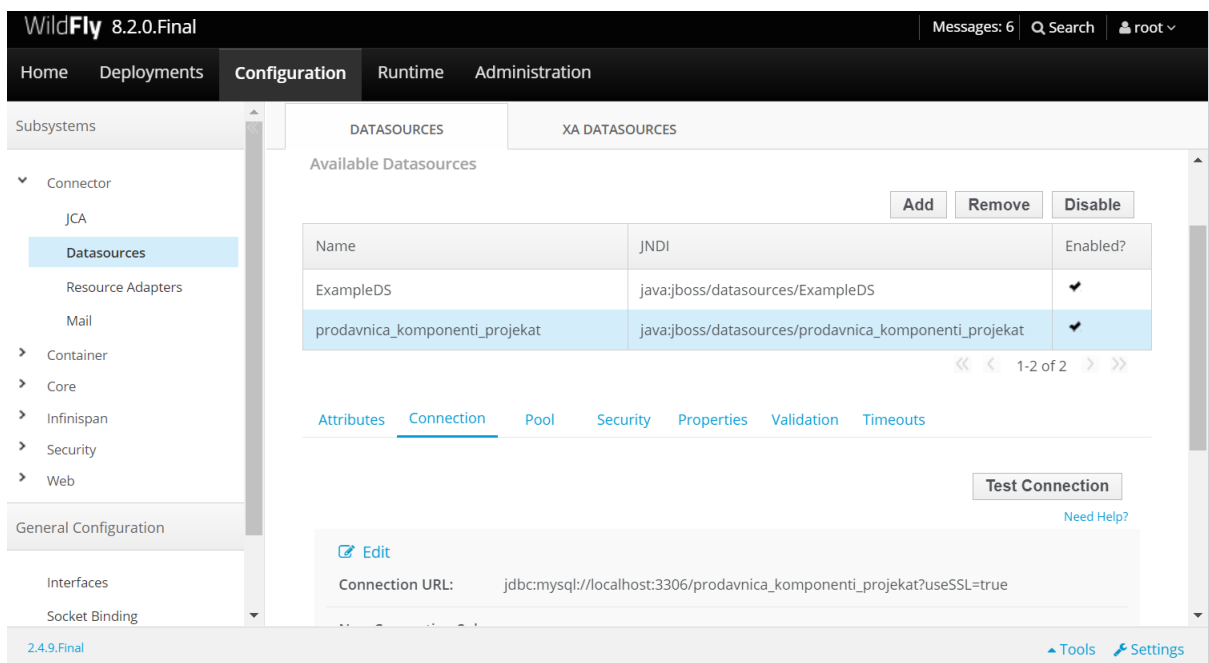 WildFly 8.2.0.Final
Messages: 6 Search root
Home Deployments Configuration Runtime Administration
Subsystems
Connector
JCA
Datasources
Resource Adapters
Mail
Container
Core
Infinispan
Security
Web
General Configuration
Interfaces
Socket Binding
DATASOURCES XA DATASOURCES
Available Datasources
Add Remove Disable
Name JNDI Enabled?
ExampleDS java:jboss/datasources/ExampleDS
prodavnica_komponenti_projekat java:jboss/datasources/prodavnica_komponenti_projekat
1-2 of 2
Attributes Connection Pool Security Properties Validation Timeouts
Test Connection
Need Help?
Edit
Connection URL: jdbc:mysql://localhost:3306/prodavnica_komponenti_projekat?useSSL=true
2.4.9.Final
Tools Settings